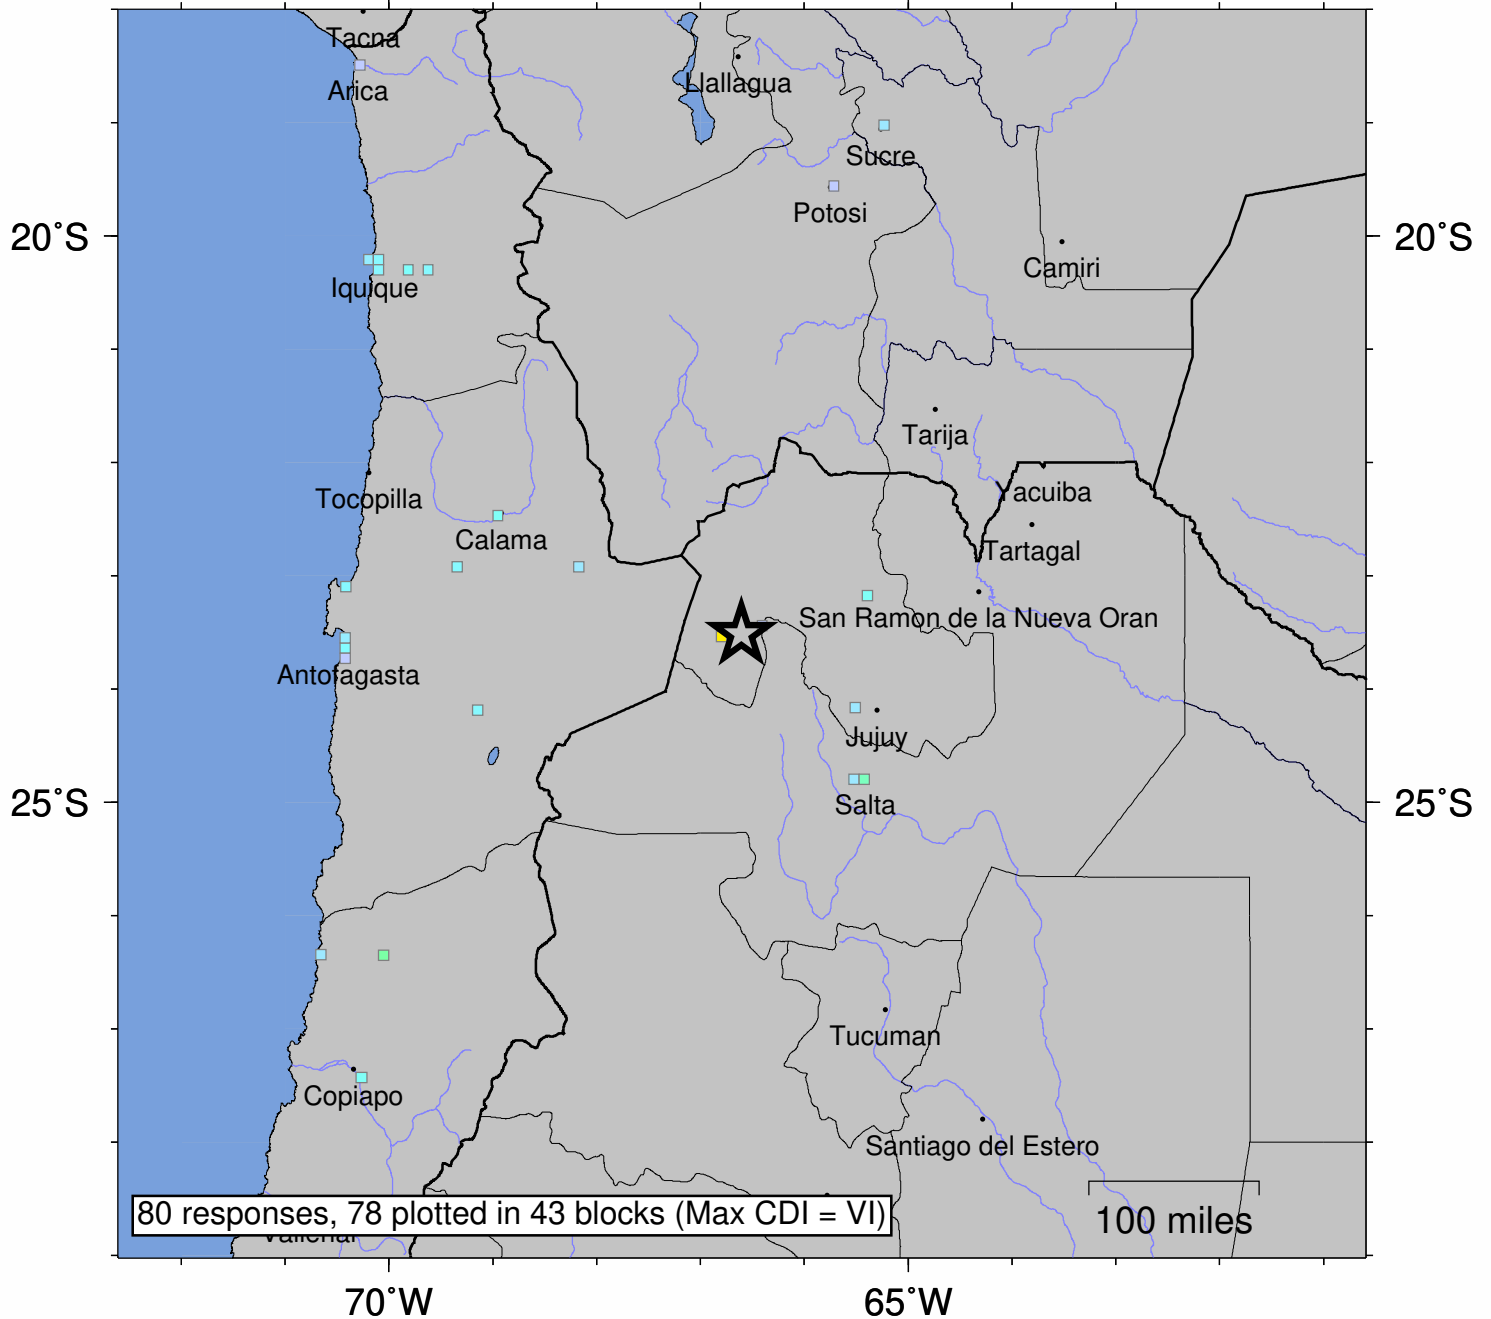 Tacna
Llallagua
Arica
Sucre
Potosi
20°S
20°S
Camiri
Iquique
Tarija
Tocopilla
Yacuiba
Calama
Tartagal
San Ramon de la Nueva Oran
Antofagasta
Jujuy
25°S
25°S
Salta
Tucuman
Copiapo
Santiago del Estero
80 responses, 78 plotted in 43 blocks (Max CDI = VI)
100 miles
Vallenar
70°W
65°W